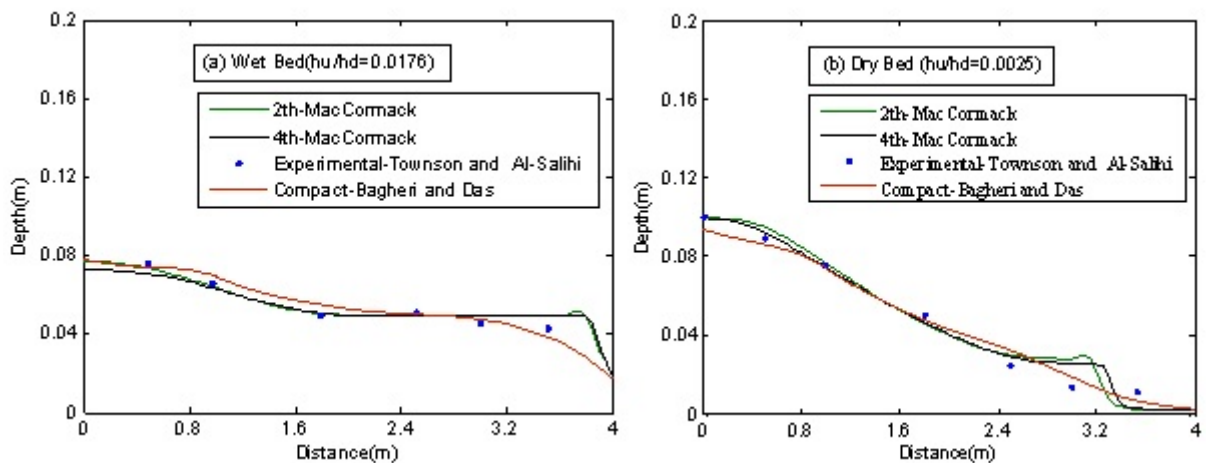 0.2
(a) Wet Bed(hu/hd=0.0176)
0.16
2th-MacCormack
4th-MacCormack
Experimental-Townson and Al-Salihi
Compact-Bagheri and Das
0.12
Depth(m)
0.08
0.04
0
0 0.8 1.6 2.4 3.2 4
Distance(m)
0.2
(b) Dry Bed (hu/hd=0.0025)
0.16
2th-MacCormack
4th-MacCormack
Experimental-Townson and Al-Salihi
Compact-Bagheri and Das
0.12
Depth(m)
0.08
0.04
0
0 0.8 1.6 2.4 3.2 4
Distance(m)